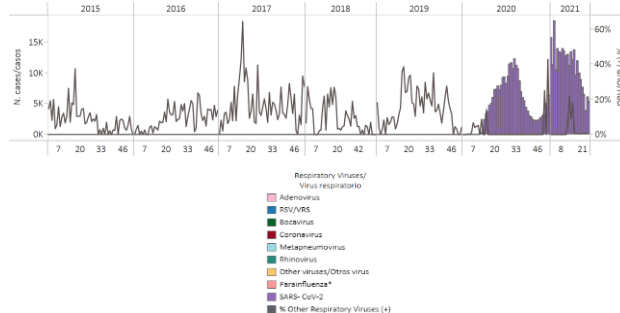 2015 2016 2017 2018 2019 2020 2021
N. cases/casos
15K
10K
5K
0K
60%
40%
20%
0%
7 20 33 46 7 20 33 46 7 20 33 46 7 20 42 7 20 33 46 20 33 46 8 21
Respiratory Viruses/
Virus respiratorio
Adenovirus
RSV/VRS
Bocavirus
Coronavirus
Metapneumovirus
Rhinovirus
Other viruses/Otros virus
Parainfluenza*
SARS- CoV-2
% Other Respiratory Viruses (+)